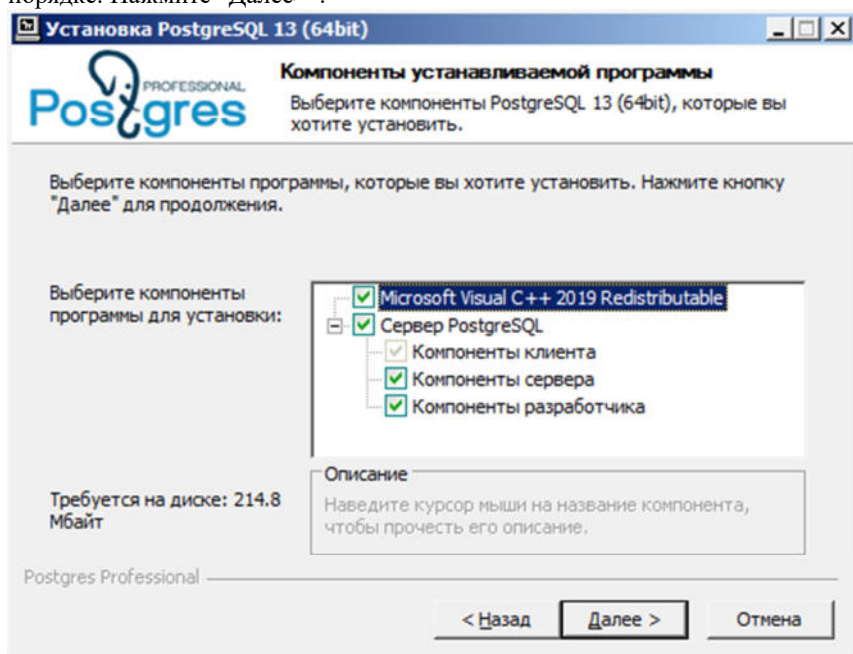 порядке. Нажмите "Далее >".
Установка PostgreSQL 13 (64bit)
PROFESSIONAL
Postgres
Компоненты устанавливаемой программы
Выберите компоненты PostgreSQL 13 (64bit), которые вы
хотите установить.
Выберите компоненты программы, которые вы хотите установить. Нажмите кнопку
"Далее" для продолжения.
Выберите компоненты
программы для установки:
Microsoft Visual C++ 2019 Redistributable
Сервер PostgreSQL
Компоненты клиента
Компоненты сервера
Компоненты разработчика
Требуется на диске: 214.8
Мбайт
Описание
Наведите курсор мыши на название компонента,
чтобы прочесть его описание.
Postgres Professional
< Назад
Далее >
Отмена